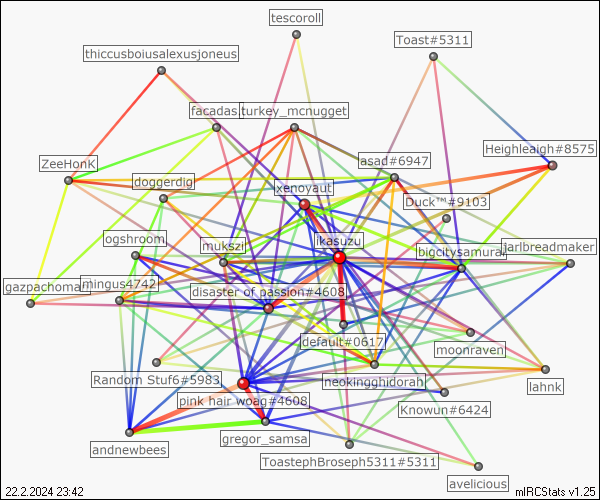 tescoroll
Toast#5311
thiccusboiusalexusjoneus
facadas
turkey_mcnugget
Heighleaigh#8575
asad#6947
ZeeHonK
doggerdig
xenovaut
Duck™#9103
ogshroom
mukszi
ikasuzu
bigcitysamurai
jarlbreadmaker
gazpachoma
mingus4742
disaster of passion#4608
default#0617
moonraven
Random Stuf6#5983
pink hair woag#4608
neokingghidorah
lahnk
Knowun#6424
andnewbees
gregor_samsa
ToastephBroseph5311#5311
avelicious
22.2.2024 23:42
mIRCStats v1.25